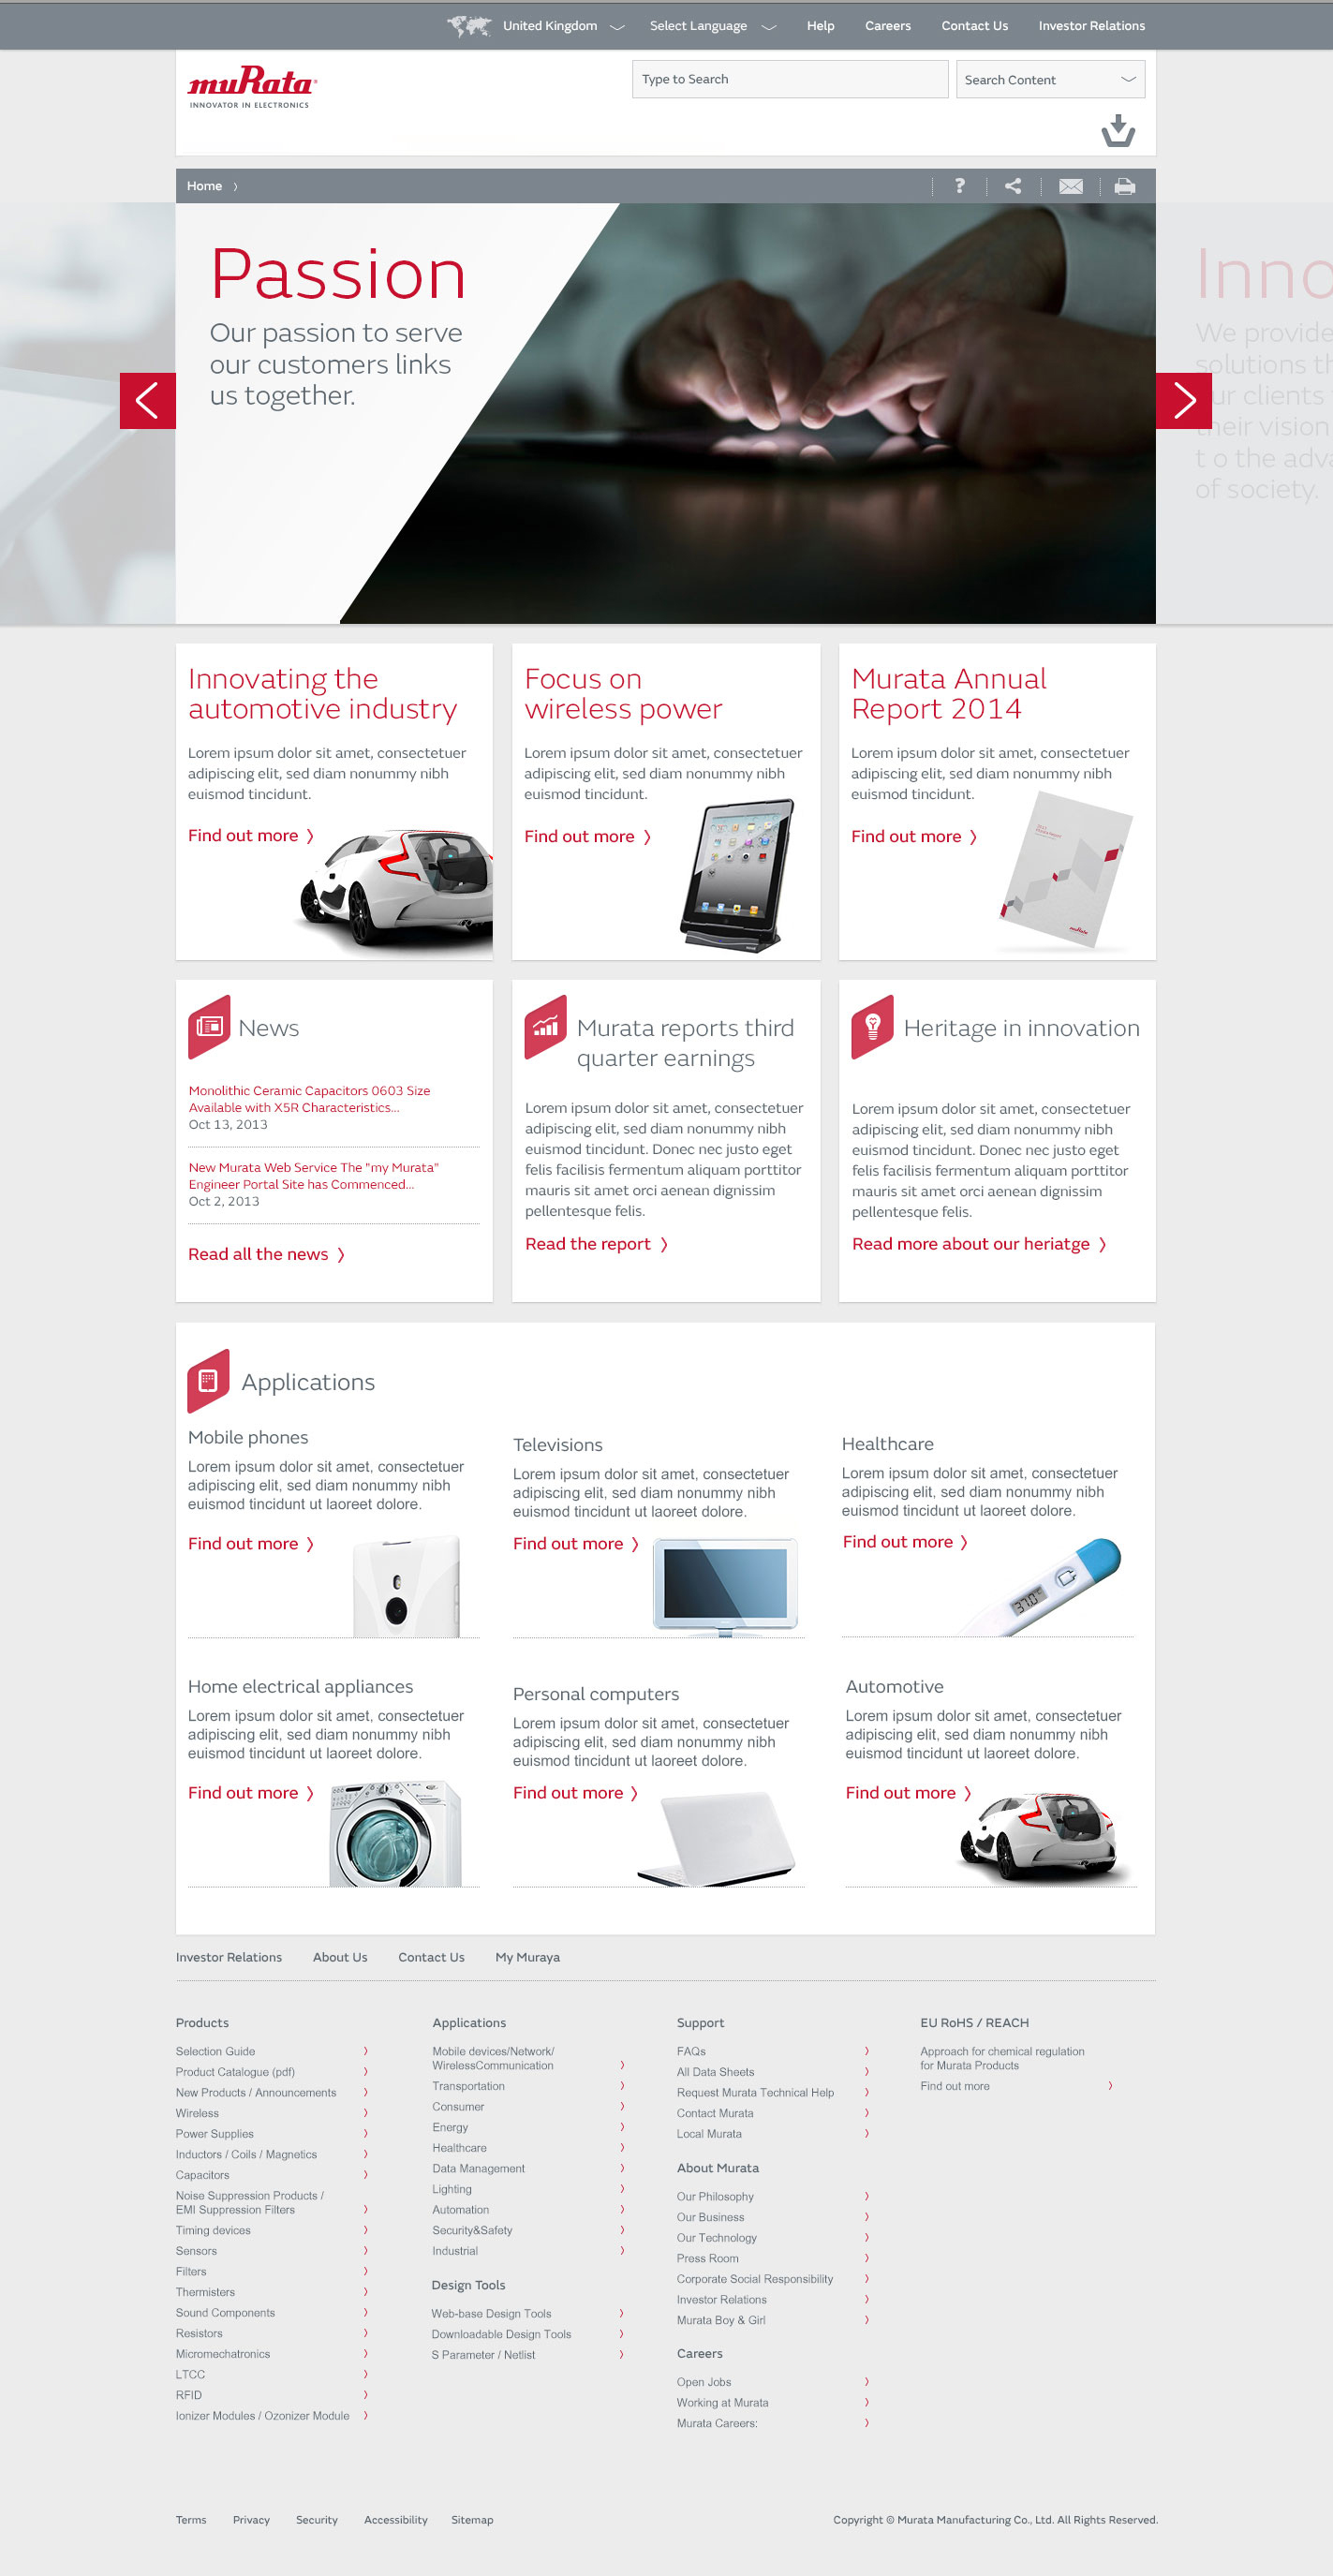 United Kingdom
Select Language
Help
Careers
Contact Us
Investor Relations
muRata
INNOVATOR IN ELECTRONICS
Type to Search
Search Content
Home
Passion
Our passion to serve
our customers links
us together.
Inno
We provide
solutions th
ur clients
their vision
t o the adva
of society.
Innovating the
automotive industry
Lorem ipsum dolor sit amet, consectetuer
adipiscing elit, sed diam nonummy nibh
euismod tincidunt.
Find out more
Focus on
wireless power
Lorem ipsum dolor sit amet, consectetuer
adipiscing elit, sed diam nonummy nibh
euismod tincidunt.
Find out more
Murata Annual
Report 2014
Lorem ipsum dolor sit amet, consectetuer
adipiscing elit, sed diam nonummy nibh
euismod tincidunt.
Find out more
muRata
News
Monolithic Ceramic Capacitors 0603 Size
Available with X5R Characteristics...
Oct 13, 2013
New Murata Web Service The "my Murata"
Engineer Portal Site has Commenced...
Oct 2, 2013
Read all the news
Murata reports third
quarter earnings
Lorem ipsum dolor sit amet, consectetuer
adipiscing elit, sed diam nonummy nibh
euismod tincidunt. Donec nec justo eget
felis facilisis fermentum aliquam porttitor
mauris sit amet orci aenean dignissim
pellentesque felis.
Read the report
Heritage in innovation
Lorem ipsum dolor sit amet, consectetuer
adipiscing elit, sed diam nonummy nibh
euismod tincidunt. Donec nec justo eget
felis facilisis fermentum aliquam porttitor
mauris sit amet orci aenean dignissim
pellentesque felis.
Read more about our heriatge
Applications
Mobile phones
Lorem ipsum dolor sit amet, consectetuer
adipiscing elit, sed diam nonummy nibh
euismod tincidunt ut laoreet dolore.
Find out more
Televisions
Lorem ipsum dolor sit amet, consectetuer
adipiscing elit, sed diam nonummy nibh
euismod tincidunt ut laoreet dolore.
Find out more
Healthcare
Lorem ipsum dolor sit amet, consectetuer
adipiscing elit, sed diam nonummy nibh
euismod tincidunt ut laoreet dolore.
Find out more
37.0°
Home electrical appliances
Lorem ipsum dolor sit amet, consectetuer
adipiscing elit, sed diam nonummy nibh
euismod tincidunt ut laoreet dolore.
Find out more
Personal computers
Lorem ipsum dolor sit amet, consectetuer
adipiscing elit, sed diam nonummy nibh
euismod tincidunt ut laoreet dolore.
Find out more
Automotive
Lorem ipsum dolor sit amet, consectetuer
adipiscing elit, sed diam nonummy nibh
euismod tincidunt ut laoreet dolore.
Find out more
Investor Relations
About Us
Contact Us
My Muraya
Products
Selection Guide
Product Catalogue (pdf)
New Products / Announcements
Wireless
Power Supplies
Inductors / Coils / Magnetics
Capacitors
Noise Suppression Products /
EMI Suppression Filters
Timing devices
Sensors
Filters
Thermisters
Sound Components
Resistors
Micromechatronics
LTCC
RFID
Ionizer Modules / Ozonizer Module
Applications
Mobile devices/Network/
WirelessCommunication
Transportation
Consumer
Energy
Healthcare
Data Management
Lighting
Automation
Security&Safety
Industrial
Design Tools
Web-base Design Tools
Downloadable Design Tools
S Parameter / Netlist
Support
FAQs
All Data Sheets
Request Murata Technical Help
Contact Murata
Local Murata
About Murata
Our Philosophy
Our Business
Our Technology
Press Room
Corporate Social Responsibility
Investor Relations
Murata Boy & Girl
Careers
Open Jobs
Working at Murata
Murata Careers:
EU RoHS / REACH
Approach for chemical regulation
for Murata Products
Find out more
Terms
Privacy
Security
Accessibility
Sitemap
Copyright © Murata Manufacturing Co., Ltd. All Rights Reserved.